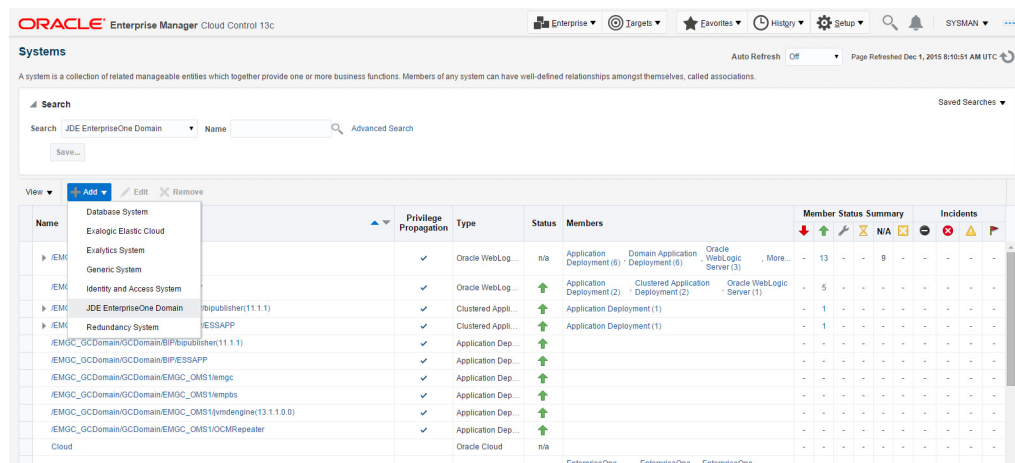 ORACLE Enterprise Manager Cloud Control 13c Enterprise Targets Favorites History Setup SYSMAN
Systems
Auto Refresh Off Page Refreshed Dec 1, 2015 8:10:51 AM UTC
A system is a collection of related manageable entities which together provide one or more business functions. Members of any system can have well-defined relationships amongst themselves, called associations.
Search Saved Searches
Search JDE EnterpriseOne Domain Name Advanced Search
Save...
View Add Edit Remove
Database System
Exalogic Elastic Cloud
Exalytics System
Generic System
Identity and Access System
JDE EnterpriseOne Domain
Redundancy System
Name Privilege Propagation Type Status Members Member Status Summary Incidents
N/A
/EMG Oracle WebLog... n/a Application Deployment (6) , Domain Application Deployment (6) , Oracle WebLogic Server (3) , More... - 13 - - 9 - - - - -
/EMG Oracle WebLog... Application Deployment (2) , Clustered Application Deployment (2) , Oracle WebLogic Server (1) - 5 - - - - - - - -
/EMG /bipublisher(11.1.1) Clustered Appli... Application Deployment (1) - 1 - - - - - - - -
/EMG /ESSAPP Clustered Appli... Application Deployment (1) - 1 - - - - - - - -
/EMGC_GCDomain/GCDomain/BIP/bipublisher(11.1.1) Application Dep... - - - - - - - - - -
/EMGC_GCDomain/GCDomain/BIP/ESSAPP Application Dep... - - - - - - - - - -
/EMGC_GCDomain/GCDomain/EMGC_OMS1/emgc Application Dep... - - - - - - - - - -
/EMGC_GCDomain/GCDomain/EMGC_OMS1/empbs Application Dep... - - - - - - - - - -
/EMGC_GCDomain/GCDomain/EMGC_OMS1/jvmdengine(13.1.1.0.0) Application Dep... - - - - - - - - - -
/EMGC_GCDomain/GCDomain/EMGC_OMS1/OCMRepeater Application Dep... - - - - - - - - - -
Cloud Oracle Cloud n/a - - - - - - - - - -
EnterpriseOne EnterpriseOne EnterpriseOne